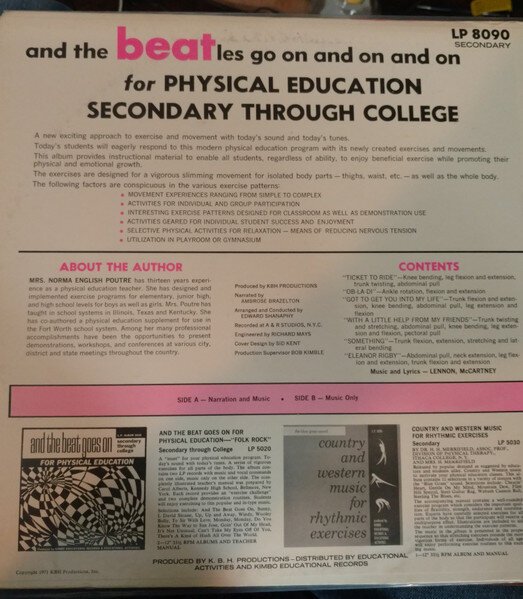 LP 8090
SECONDARY
and the beatles go on and on and on
for PHYSICAL EDUCATION
SECONDARY THROUGH COLLEGE
A new exciting approach to exercise and movement with today's sound and today's tunes.
Today's students will eagerly respond to this modern physical education program with its newly created exercises and movements.
This album provides instructional material to enable all students, regardless of ability, to enjoy beneficial exercise while promoting their
physical and emotional growth.
The exercises are designed for a vigorous slimming movement for isolated body parts — thighs, waist, etc. — as well as the whole body.
The following factors are conspicuous in the various exercise patterns:
• MOVEMENT EXPERIENCES RANGING FROM SIMPLE TO COMPLEX
• ACTIVITIES FOR INDIVIDUAL AND GROUP PARTICIPATION
• INTERESTING EXERCISE PATTERNS DESIGNED FOR CLASSROOM AS WELL AS DEMONSTRATION USE
• ACTIVITIES GEARED FOR INDIVIDUAL STUDENT SUCCESS AND ENJOYMENT
• SELECTIVE PHYSICAL ACTIVITIES FOR RELAXATION — MEANS OF REDUCING NERVOUS TENSION
• UTILIZATION IN PLAYROOM OR GYMNASIUM
ABOUT THE AUTHOR
MRS. NORMA ENGLISH POUTRE has thirteen years experi-
ence as a physical education teacher. She has designed and
implemented exercise programs for elementary, junior high,
and high school levels for boys as well as girls. Mrs. Poutre has
taught in school systems in Illinois, Texas and Kentucky. She
has co-authored a physical education supplement for use in
the Fort Worth school system. Among her many professional
accomplishments have been the opportunities to present
demonstrations, workshops, and conferences at various city,
district and state meetings throughout the country.
Produced by KBH PRODUCTIONS
Narrated by
AMBROSE BRAZELTON
Arranged and Conducted by
EDWARD SHANAPHY
Recorded at A & R STUDIOS, N.Y.C.
Engineered by RICHARD MAYS
Cover Design by SID KENT
Production Supervisor BOB KIMBLE
CONTENTS
"TICKET TO RIDE"—Knee bending, leg flexion and extension,
trunk twisting, abdominal pull
"OB-LA-DI"—Ankle rotation, flexion and extension
"GOT TO GET YOU INTO MY LIFE"—Trunk flexion and exten-
sion, knee bending, abdominal pull, leg extension and
flexion
"WITH A LITTLE HELP FROM MY FRIENDS"—Trunk twisting
and stretching, abdominal pull, knee bending, leg exten-
sion and flexion, pectoral pull
"SOMETHING"—Trunk flexion, extension, stretching and lat-
eral bending
"ELEANOR RIGBY"—Abdominal pull, neck extension, leg flex-
ion and extension, trunk flexion and extension
Music and Lyrics – LENNON, McCARTNEY
SIDE A – Narration and Music • SIDE B – Music Only
and the beat goes on
FOR PHYSICAL EDUCATION
AND THE BEAT GOES ON FOR
PHYSICAL EDUCATION—"FOLK ROCK"
Secondary through College LP 5020
country
and
western
music
for
rhythmic
exercises
COUNTRY AND WESTERN MUSIC
FOR RHYTHMIC EXERCISES
Secondary LP 5030
PRODUCED BY K. B. H. PRODUCTIONS – DISTRIBUTED BY EDUCATIONAL
ACTIVITIES AND KIMBO EDUCATIONAL RECORDS
Copyright 1971 KBH Productions, Inc.